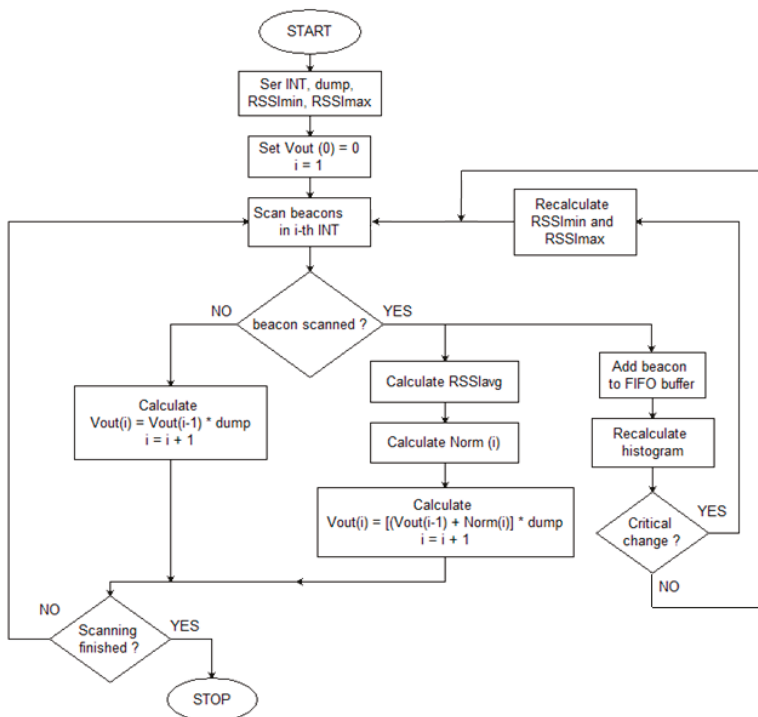 START
Ser INT, dump,
RSSImin, RSSImax
Set Vout (0) = 0
i = 1
Scan beacons
in i-th INT
Recalculate
RSSImin and
RSSImax
NO
beacon scanned ?
YES
Calculate
Vout(i) = Vout(i-1) * dump
i = i + 1
Calculate RSSIavg
Calculate Norm (i)
Calculate
Vout(i) = [(Vout(i-1) + Norm(i)] * dump
i = i + 1
Add beacon
to FIFO buffer
Recalculate
histogram
Critical
change ?
YES
NO
NO
Scanning
finished ?
YES
STOP